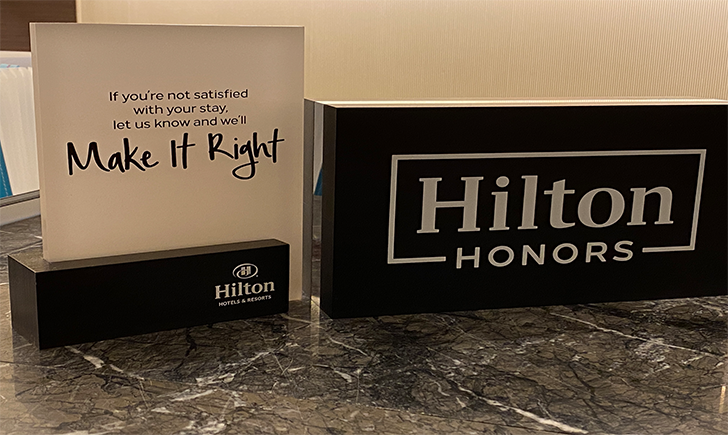 If you're not satisfied
with your stay,
let us know and we'll
Make It Right
Hilton
HOTELS & RESORTS
Hilton
HONORS